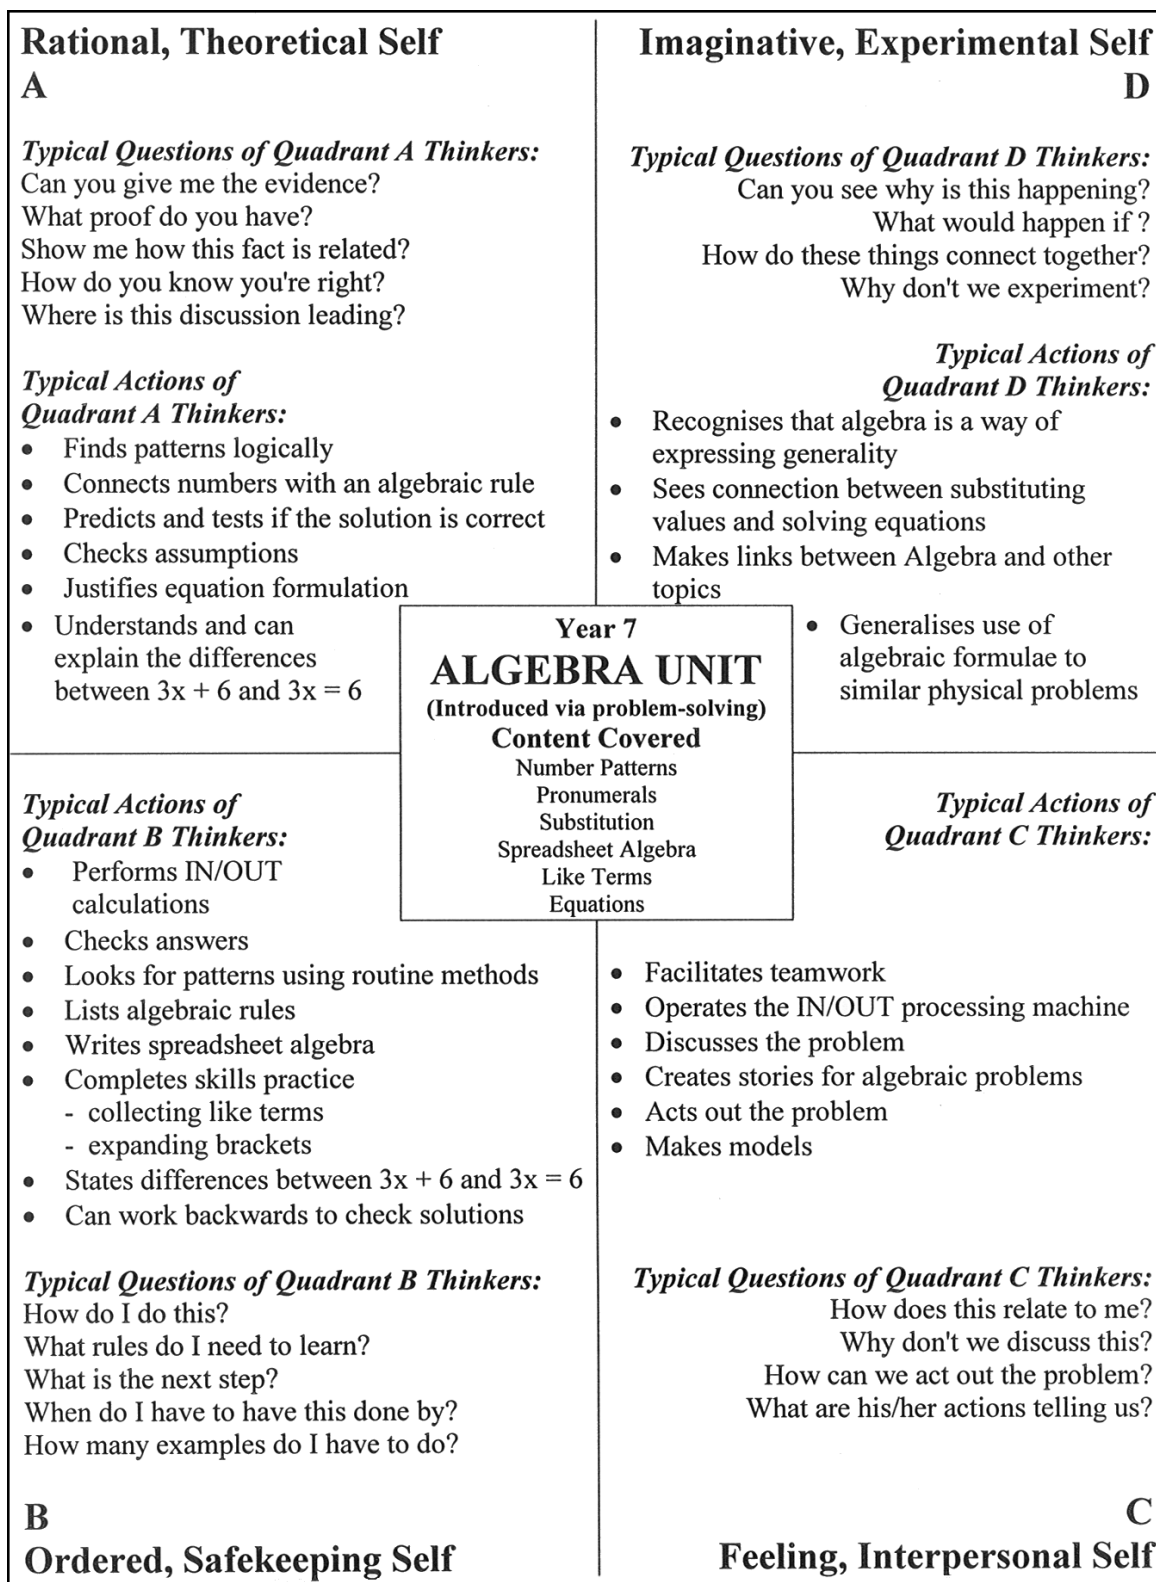 Rational, Theoretical Self
A
Typical Questions of Quadrant A Thinkers:
Can you give me the evidence?
What proof do you have?
Show me how this fact is related?
How do you know you're right?
Where is this discussion leading?
Typical Actions of
Quadrant A Thinkers:
• Finds patterns logically
• Connects numbers with an algebraic rule
• Predicts and tests if the solution is correct
• Checks assumptions
• Justifies equation formulation
• Understands and can
explain the differences
between 3x + 6 and 3x = 6
Imaginative, Experimental Self
D
Typical Questions of Quadrant D Thinkers:
Can you see why is this happening?
What would happen if ?
How do these things connect together?
Why don't we experiment?
Typical Actions of
Quadrant D Thinkers:
• Recognises that algebra is a way of
expressing generality
• Sees connection between substituting
values and solving equations
• Makes links between Algebra and other
topics
• Generalises use of
algebraic formulae to
similar physical problems
Year 7
ALGEBRA UNIT
(Introduced via problem-solving)
Content Covered
Number Patterns
Pronumerals
Substitution
Spreadsheet Algebra
Like Terms
Equations
Typical Actions of
Quadrant B Thinkers:
• Performs IN/OUT
calculations
• Checks answers
• Looks for patterns using routine methods
• Lists algebraic rules
• Writes spreadsheet algebra
• Completes skills practice
- collecting like terms
- expanding brackets
• States differences between 3x + 6 and 3x = 6
• Can work backwards to check solutions
Typical Questions of Quadrant B Thinkers:
How do I do this?
What rules do I need to learn?
What is the next step?
When do I have to have this done by?
How many examples do I have to do?
B
Ordered, Safekeeping Self
Typical Actions of
Quadrant C Thinkers:
• Facilitates teamwork
• Operates the IN/OUT processing machine
• Discusses the problem
• Creates stories for algebraic problems
• Acts out the problem
• Makes models
Typical Questions of Quadrant C Thinkers:
How does this relate to me?
Why don't we discuss this?
How can we act out the problem?
What are his/her actions telling us?
C
Feeling, Interpersonal Self